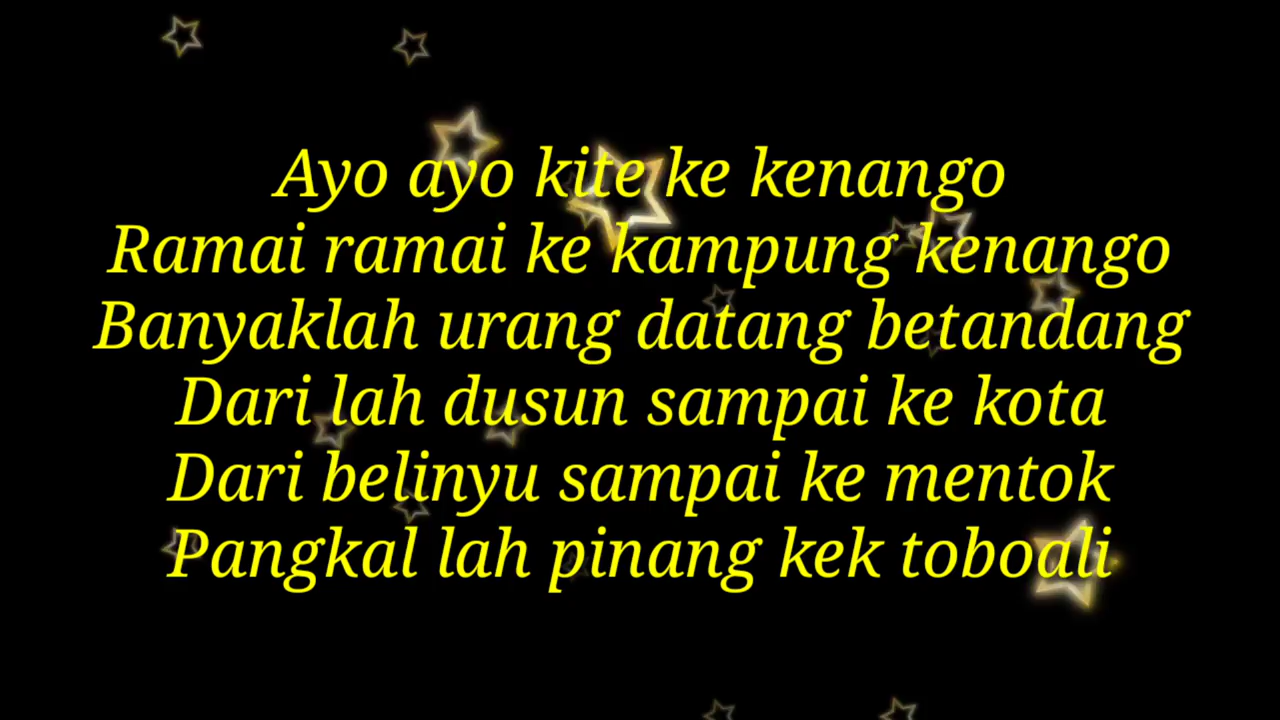 Ayo ayo kite ke kenango
Ramai ramai ke kampung kenango
Banyaklah urang datang betandang
Dari lah dusun sampai ke kota
Dari belinyu sampai ke mentok
Pangkal lah pinang kek toboali